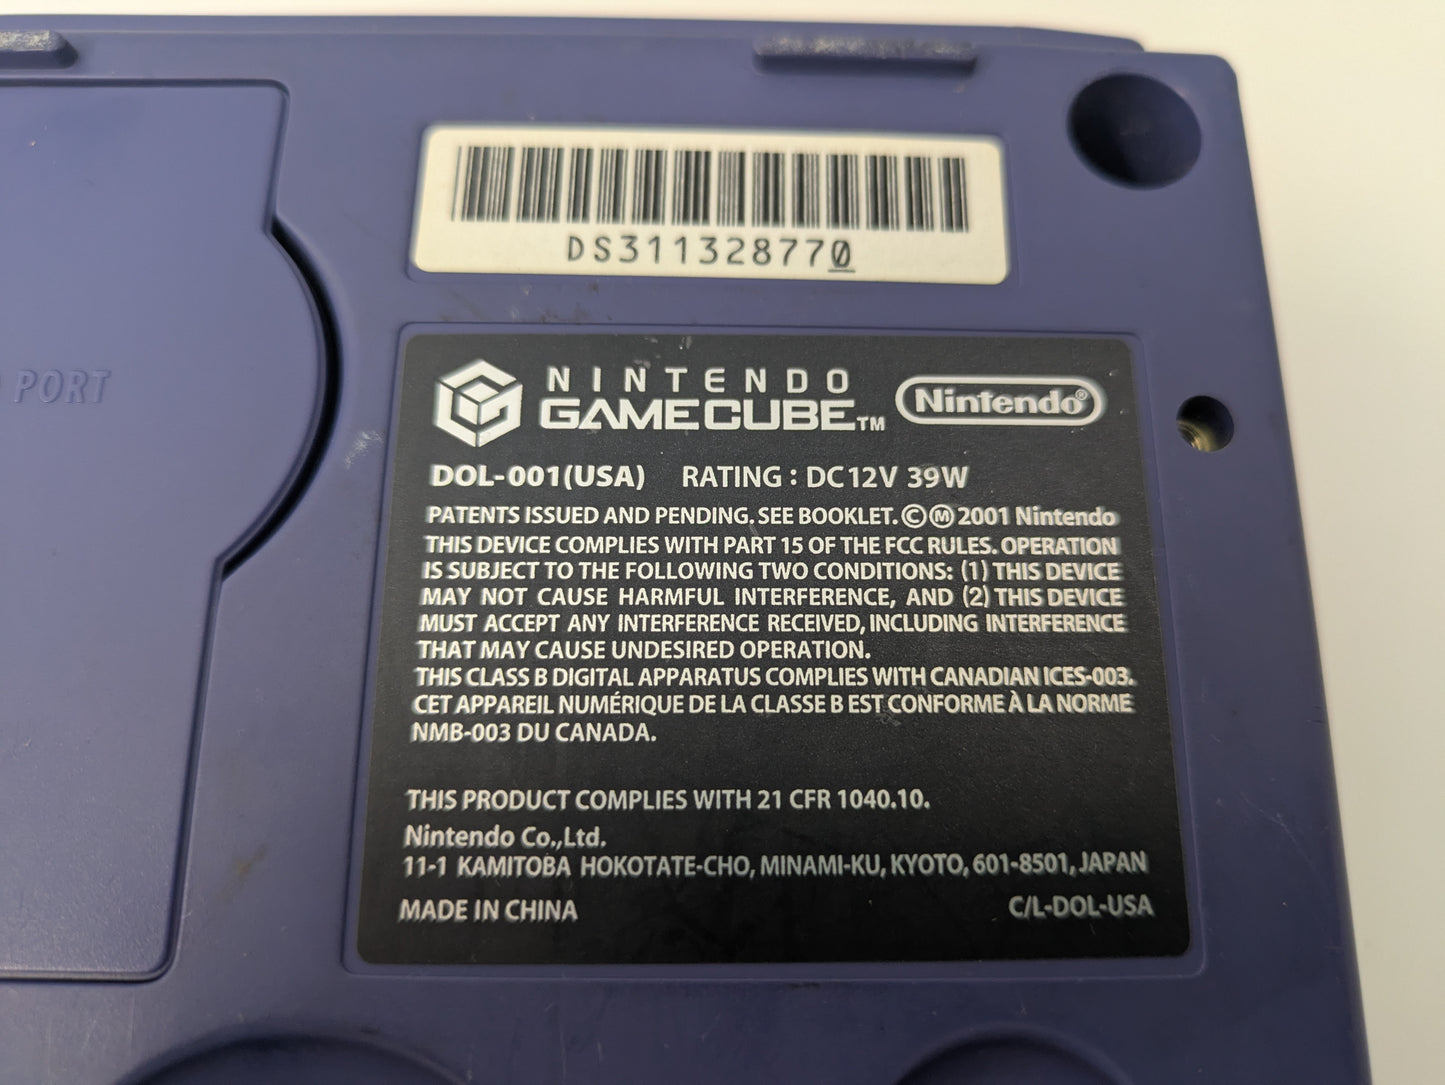 DS311328770
PORT
NINTENDO
GAMECUBE™
Nintendo®
DOL-001(USA) RATING : DC12V 39W
PATENTS ISSUED AND PENDING. SEE BOOKLET. ©Ⓜ 2001 Nintendo
THIS DEVICE COMPLIES WITH PART 15 OF THE FCC RULES. OPERATION
IS SUBJECT TO THE FOLLOWING TWO CONDITIONS: (1) THIS DEVICE
MAY NOT CAUSE HARMFUL INTERFERENCE, AND (2) THIS DEVICE
MUST ACCEPT ANY INTERFERENCE RECEIVED, INCLUDING INTERFERENCE
THAT MAY CAUSE UNDESIRED OPERATION.
THIS CLASS B DIGITAL APPARATUS COMPLIES WITH CANADIAN ICES-003.
CET APPAREIL NUMÉRIQUE DE LA CLASSE B EST CONFORME À LA NORME
NMB-003 DU CANADA.
THIS PRODUCT COMPLIES WITH 21 CFR 1040.10.
Nintendo Co.,Ltd.
11-1 KAMITOBA HOKOTATE-CHO, MINAMI-KU, KYOTO, 601-8501, JAPAN
MADE IN CHINA
C/L-DOL-USA